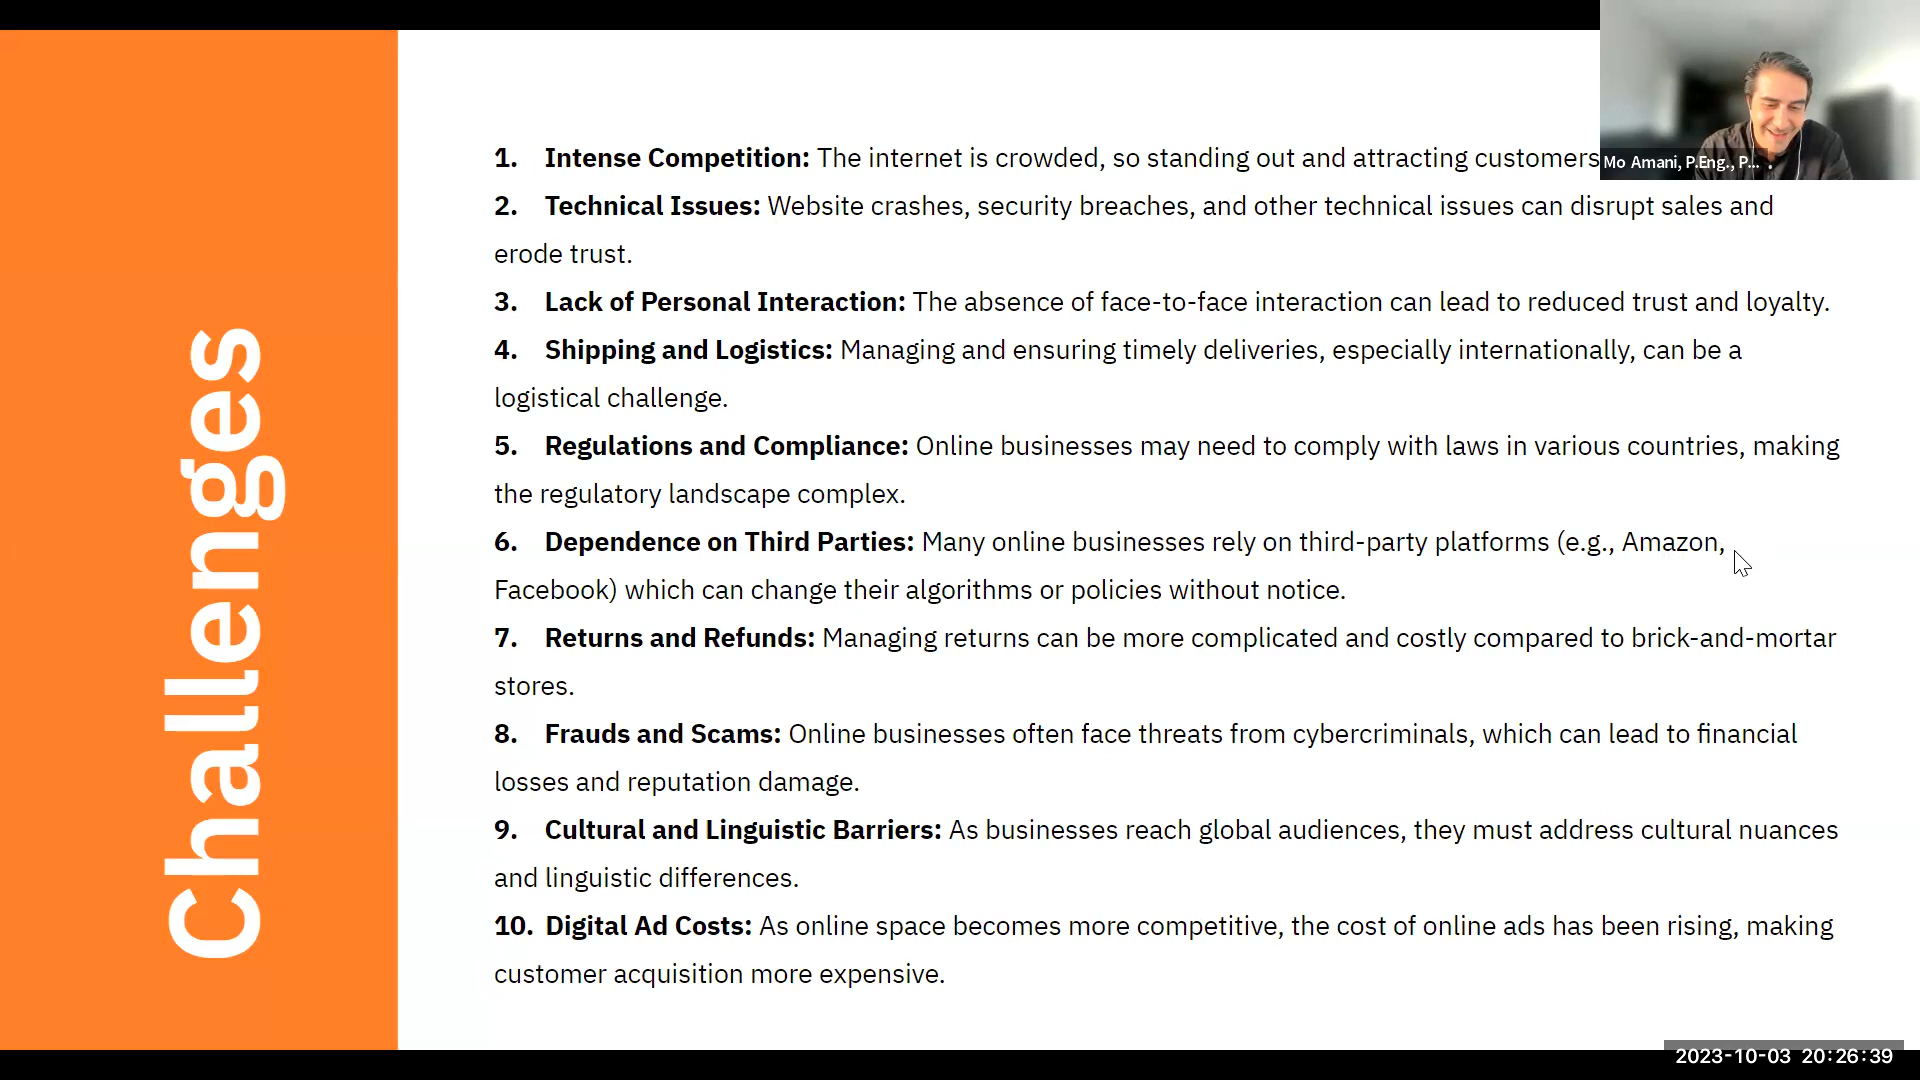 Challenges
1. Intense Competition: The internet is crowded, so standing out and attracting customers
2. Technical Issues: Website crashes, security breaches, and other technical issues can disrupt sales and
erode trust.
3. Lack of Personal Interaction: The absence of face-to-face interaction can lead to reduced trust and loyalty.
4. Shipping and Logistics: Managing and ensuring timely deliveries, especially internationally, can be a
logistical challenge.
5. Regulations and Compliance: Online businesses may need to comply with laws in various countries, making
the regulatory landscape complex.
6. Dependence on Third Parties: Many online businesses rely on third-party platforms (e.g., Amazon,
Facebook) which can change their algorithms or policies without notice.
7. Returns and Refunds: Managing returns can be more complicated and costly compared to brick-and-mortar
stores.
8. Frauds and Scams: Online businesses often face threats from cybercriminals, which can lead to financial
losses and reputation damage.
9. Cultural and Linguistic Barriers: As businesses reach global audiences, they must address cultural nuances
and linguistic differences.
10. Digital Ad Costs: As online space becomes more competitive, the cost of online ads has been rising, making
customer acquisition more expensive.
Mo Amani, P.Eng., P...
2023-10-03 20:26:39